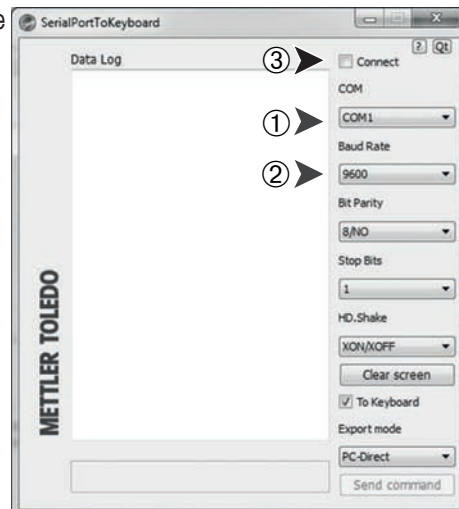 e
SerialPortToKeyboard
? Qt
Data Log
③ Connect
COM
① COM1
Baud Rate
② 9600
Bit Parity
8/NO
Stop Bits
1
HD.Shake
XON/XOFF
Clear screen
To Keyboard
Export mode
PC-Direct
Send command
METTLER TOLEDO